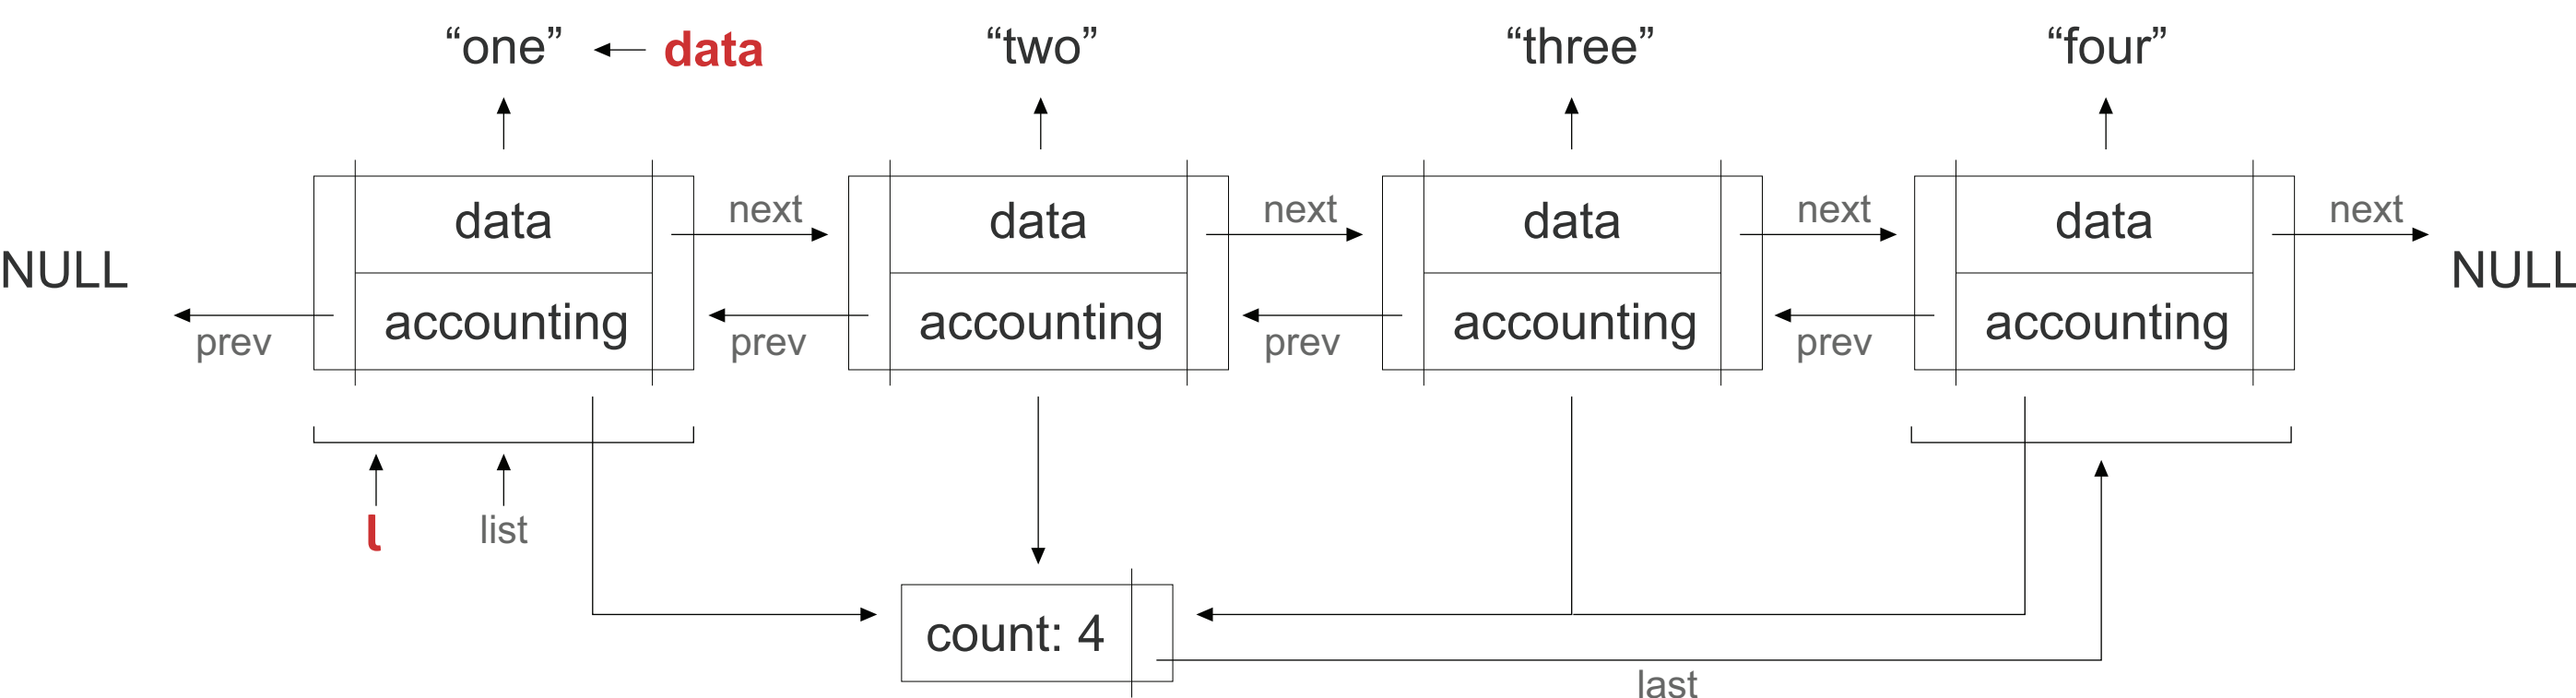 “one” data “two” “three” “four”
data next data next data next data next
NULL NULL
accounting accounting accounting accounting
prev prev prev prev
l list
count: 4
last